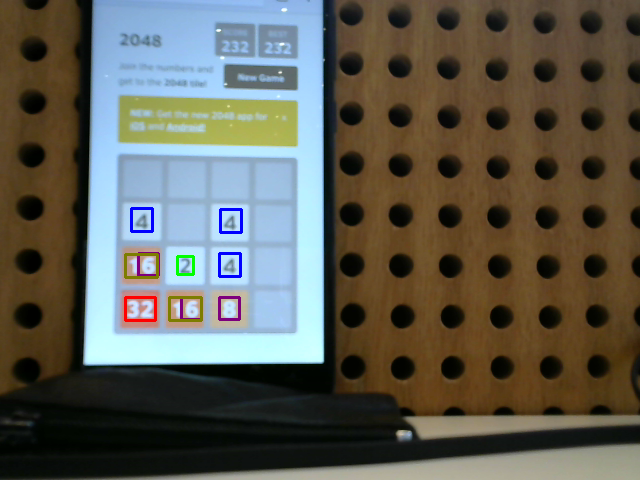 2048
SCORE
232
BEST
232
Join the numbers and
get to the 2048 tile!
New Game
NEW: Get the new 2048 app for
iOS and Android!
×
4 4
16 2 4
32 16 8